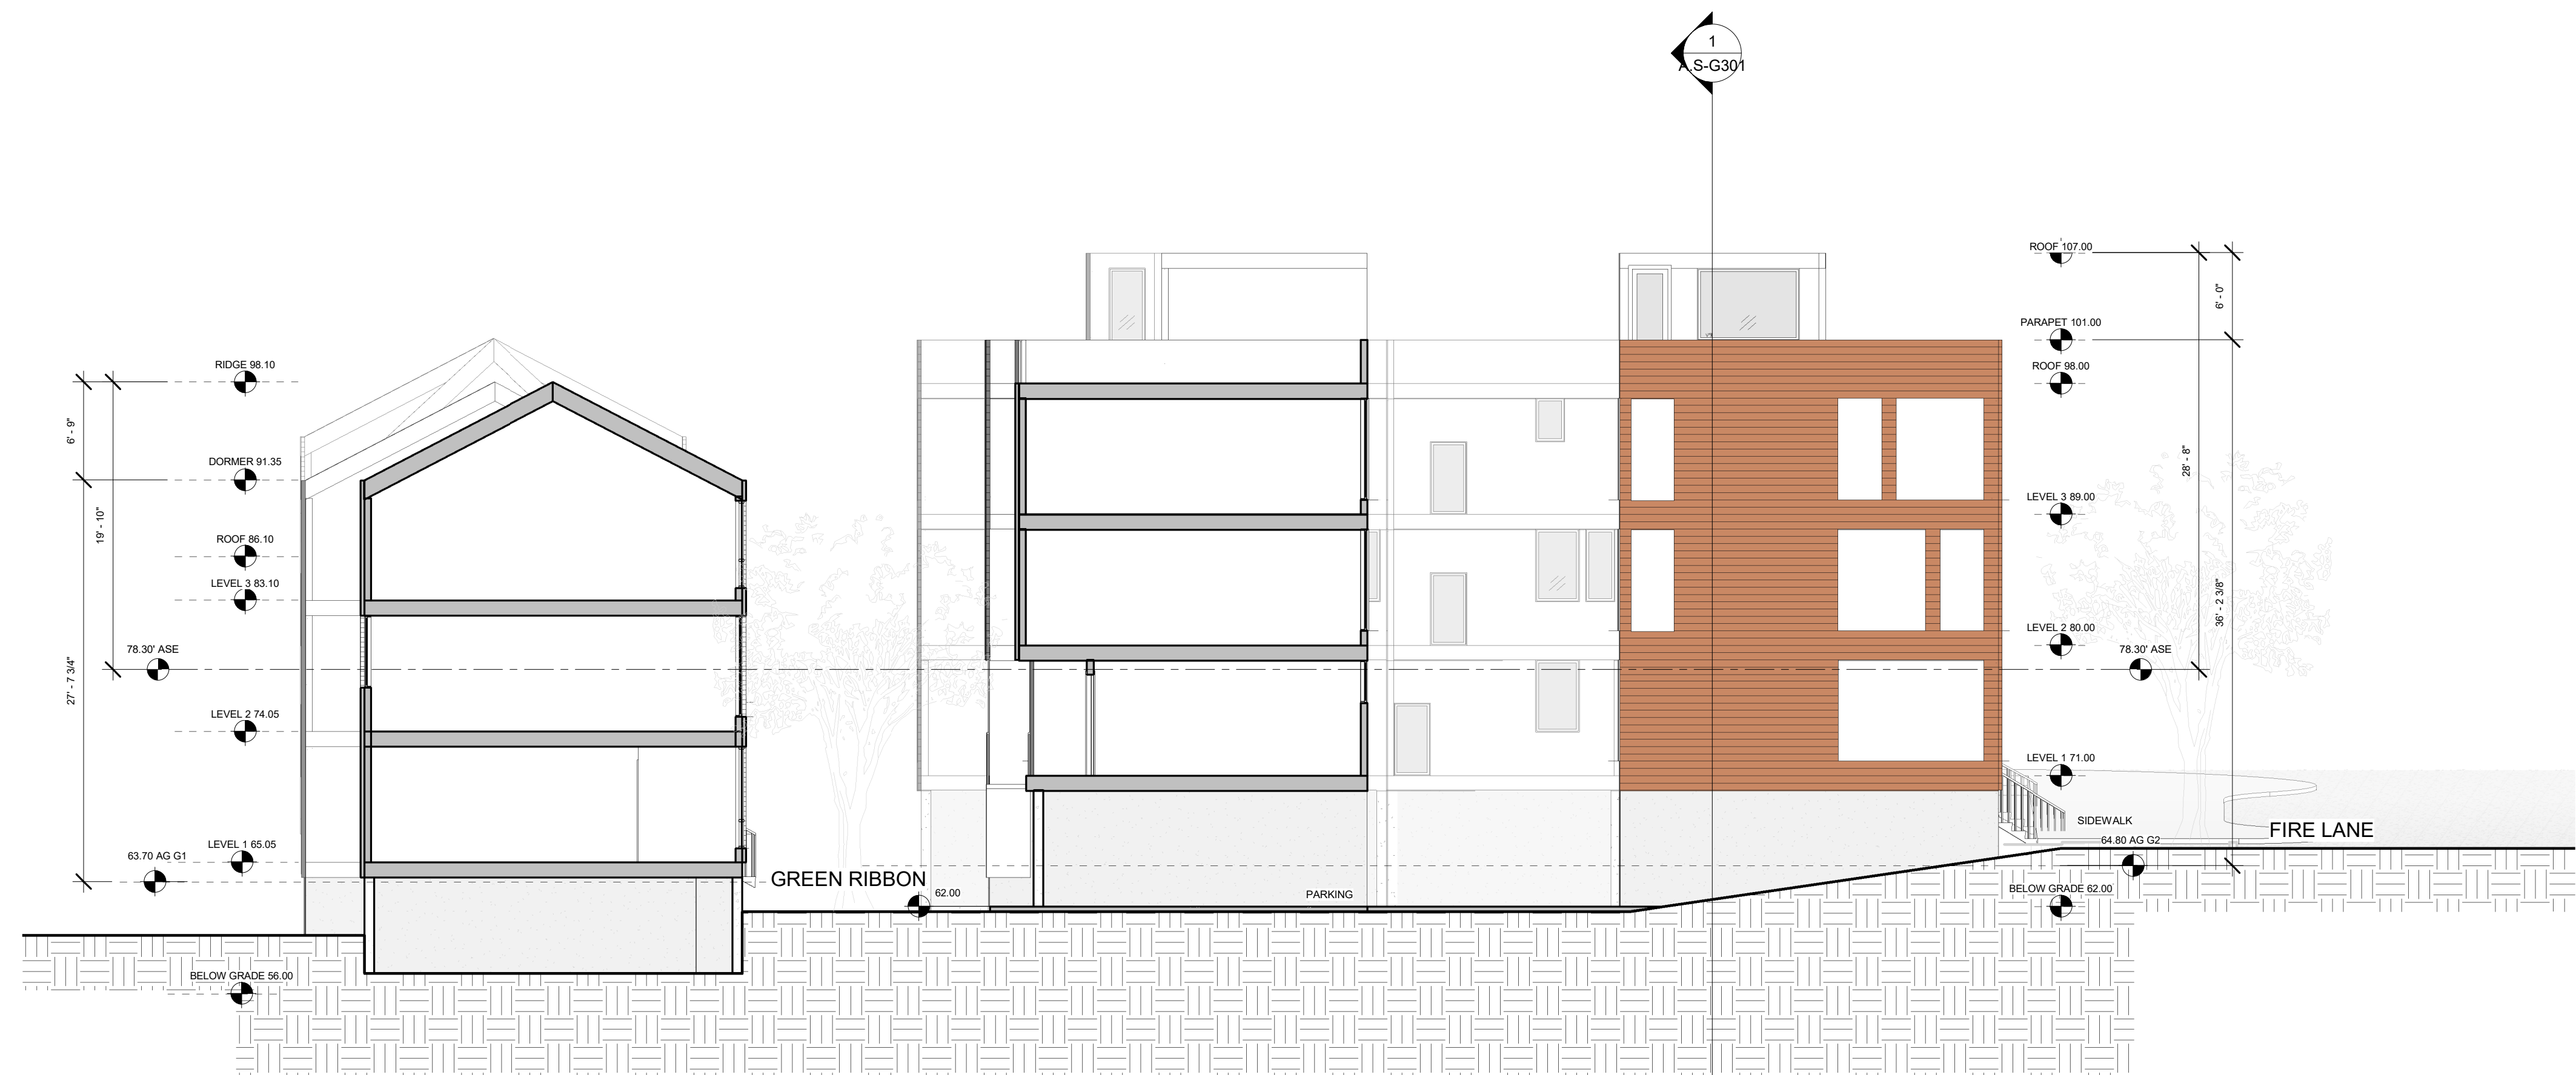 1
A.S-G301
ROOF 107.00
6' - 0"
PARAPET 101.00
ROOF 98.00
RIDGE 98.10
6' - 9"
DORMER 91.35
28' - 8"
LEVEL 3 89.00
19' - 10"
ROOF 86.10
LEVEL 3 83.10
36' - 2 3/8"
LEVEL 2 80.00
78.30' ASE
78.30' ASE
27' - 7 3/4"
LEVEL 2 74.05
LEVEL 1 71.00
SIDEWALK
FIRE LANE
64.80 AG G2
LEVEL 1 65.05
63.70 AG G1
GREEN RIBBON
62.00
PARKING
BELOW GRADE 62.00
BELOW GRADE 56.00